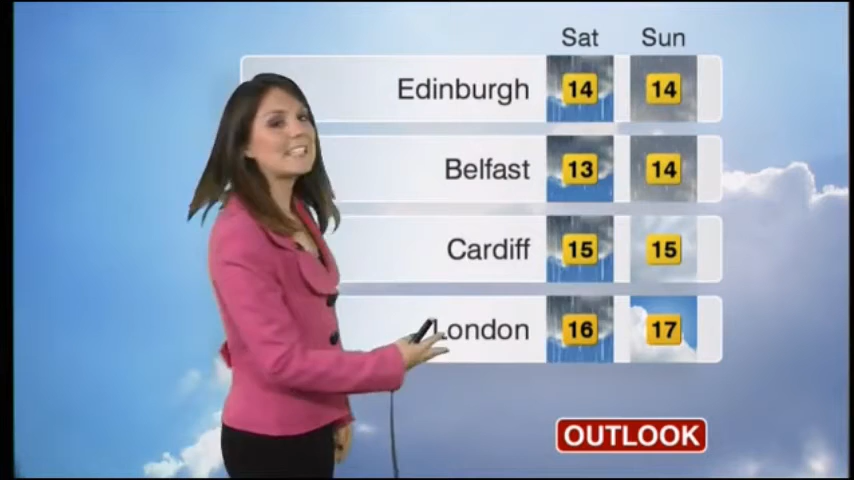 Sat Sun
Edinburgh 14 14
Belfast 13 14
Cardiff 15 15
London 16 17
OUTLOOK